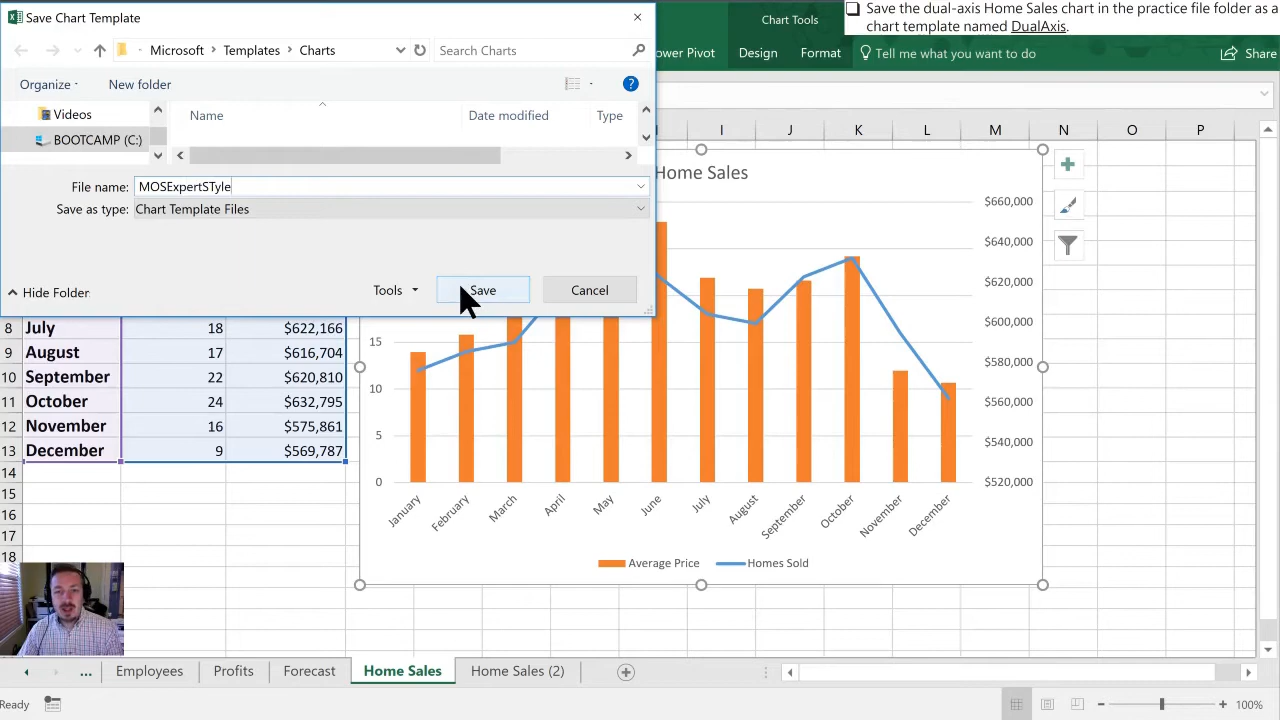 Save Chart Template
Microsoft > Templates > Charts
Search Charts
Organize
New folder
Videos
BOOTCAMP (C:)
Name
Date modified
Type
File name: MOSExpertSTyle
Save as type: Chart Template Files
Hide Folder
Tools
Save
Cancel
Save the dual-axis Home Sales chart in the practice file folder as a
chart template named DualAxis.
Chart Tools
ower Pivot
Design
Format
Tell me what you want to do
Share
I J K L M N O P
8 July 18 $622,166
9 August 17 $616,704
10 September 22 $620,810
11 October 24 $632,795
12 November 16 $575,861
13 December 9 $569,787
14
15
16
17
18
Home Sales
15
10
5
0
$660,000
$640,000
$620,000
$600,000
$580,000
$560,000
$540,000
$520,000
January February March April May June July August September October November December
Average Price Homes Sold
... Employees Profits Forecast Home Sales Home Sales (2)
Ready
100%